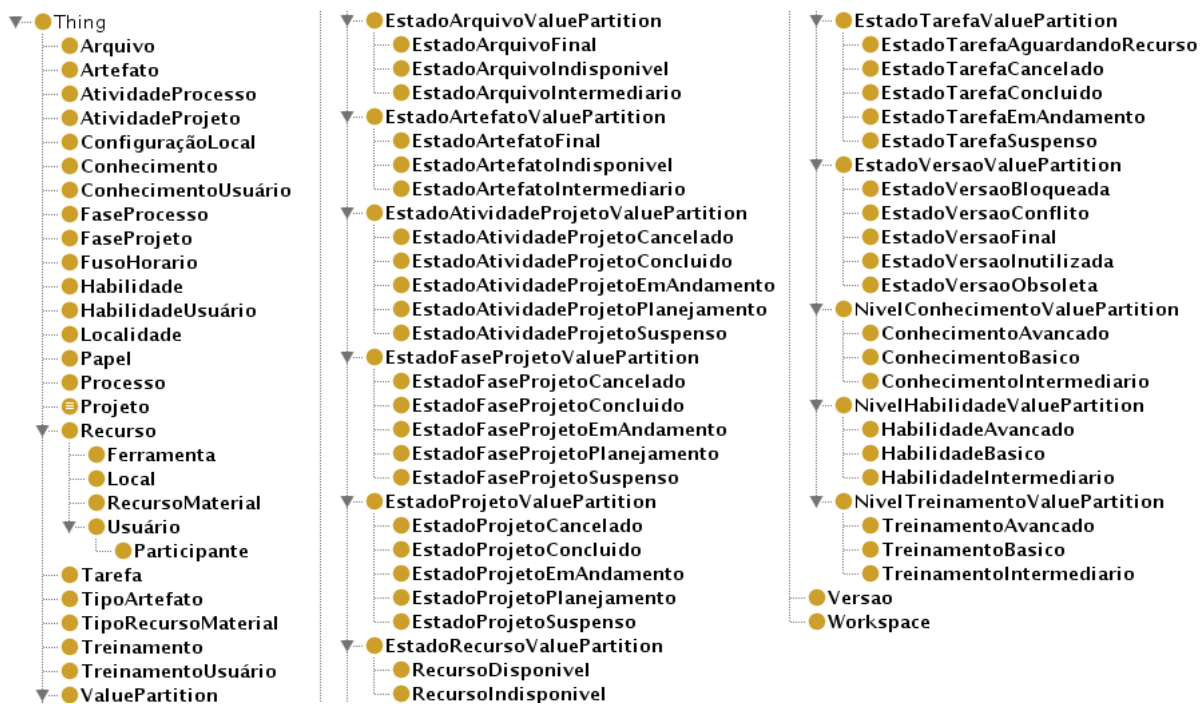 Thing
Arquivo
Artefato
AtividadeProcesso
AtividadeProjeto
ConfiguraçãoLocal
Conhecimento
ConhecimentoUsuário
FaseProcesso
FaseProjeto
FusoHorario
Habilidade
HabilidadeUsuário
Localidade
Papel
Processo
Projeto
Recurso
Ferramenta
Local
RecursoMaterial
Usuário
Participante
Tarefa
TipoArtefato
TipoRecursoMaterial
Treinamento
TreinamentoUsuário
ValuePartition
EstadoArquivoValuePartition
EstadoArquivoFinal
EstadoArquivoIndisponivel
EstadoArquivoIntermediario
EstadoArtefatoValuePartition
EstadoArtefatoFinal
EstadoArtefatoIndisponivel
EstadoArtefatoIntermediario
EstadoAtividadeProjetoValuePartition
EstadoAtividadeProjetoCancelado
EstadoAtividadeProjetoConcluido
EstadoAtividadeProjetoEmAndamento
EstadoAtividadeProjetoPlanejamento
EstadoAtividadeProjetoSuspenso
EstadoFaseProjetoValuePartition
EstadoFaseProjetoCancelado
EstadoFaseProjetoConcluido
EstadoFaseProjetoEmAndamento
EstadoFaseProjetoPlanejamento
EstadoFaseProjetoSuspenso
EstadoProjetoValuePartition
EstadoProjetoCancelado
EstadoProjetoConcluido
EstadoProjetoEmAndamento
EstadoProjetoPlanejamento
EstadoProjetoSuspenso
EstadoRecursoValuePartition
RecursoDisponivel
RecursoIndisponivel
EstadoTarefaValuePartition
EstadoTarefaAguardandoRecurso
EstadoTarefaCancelado
EstadoTarefaConcluido
EstadoTarefaEmAndamento
EstadoTarefaSuspenso
EstadoVersaoValuePartition
EstadoVersaoBloqueada
EstadoVersaoConflito
EstadoVersaoFinal
EstadoVersaoInutilizada
EstadoVersaoObsoleta
NivelConhecimentoValuePartition
ConhecimentoAvancado
ConhecimentoBasico
ConhecimentoIntermediario
NivelHabilidadeValuePartition
HabilidadeAvancado
HabilidadeBasico
HabilidadeIntermediario
NivelTreinamentoValuePartition
TreinamentoAvancado
TreinamentoBasico
TreinamentoIntermediario
Versao
Workspace